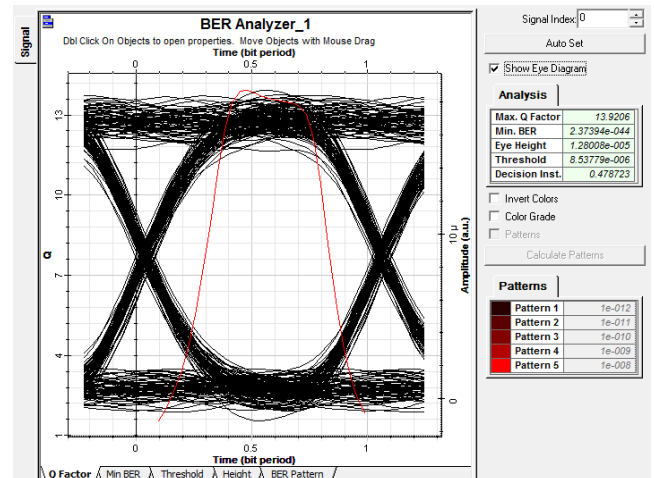 Signal
BER Analyzer_1
Dbl Click On Objects to open properties. Move Objects with Mouse Drag
Time (bit period)
0 0.5 1
Q
13
10
7
4
1
Amplitude (a.u.)
10 µ
0
0 0.5 1
Time (bit period)
Q Factor Min BER Threshold Height BER Pattern
Signal Index: 0
Auto Set
Show Eye Diagram
Analysis
Max. Q Factor 13.9206
Min. BER 2.37394e-044
Eye Height 1.28008e-005
Threshold 8.53779e-006
Decision Inst. 0.478723
Invert Colors
Color Grade
Patterns
Calculate Patterns
Patterns
Pattern 1 1e-012
Pattern 2 1e-011
Pattern 3 1e-010
Pattern 4 1e-009
Pattern 5 1e-008